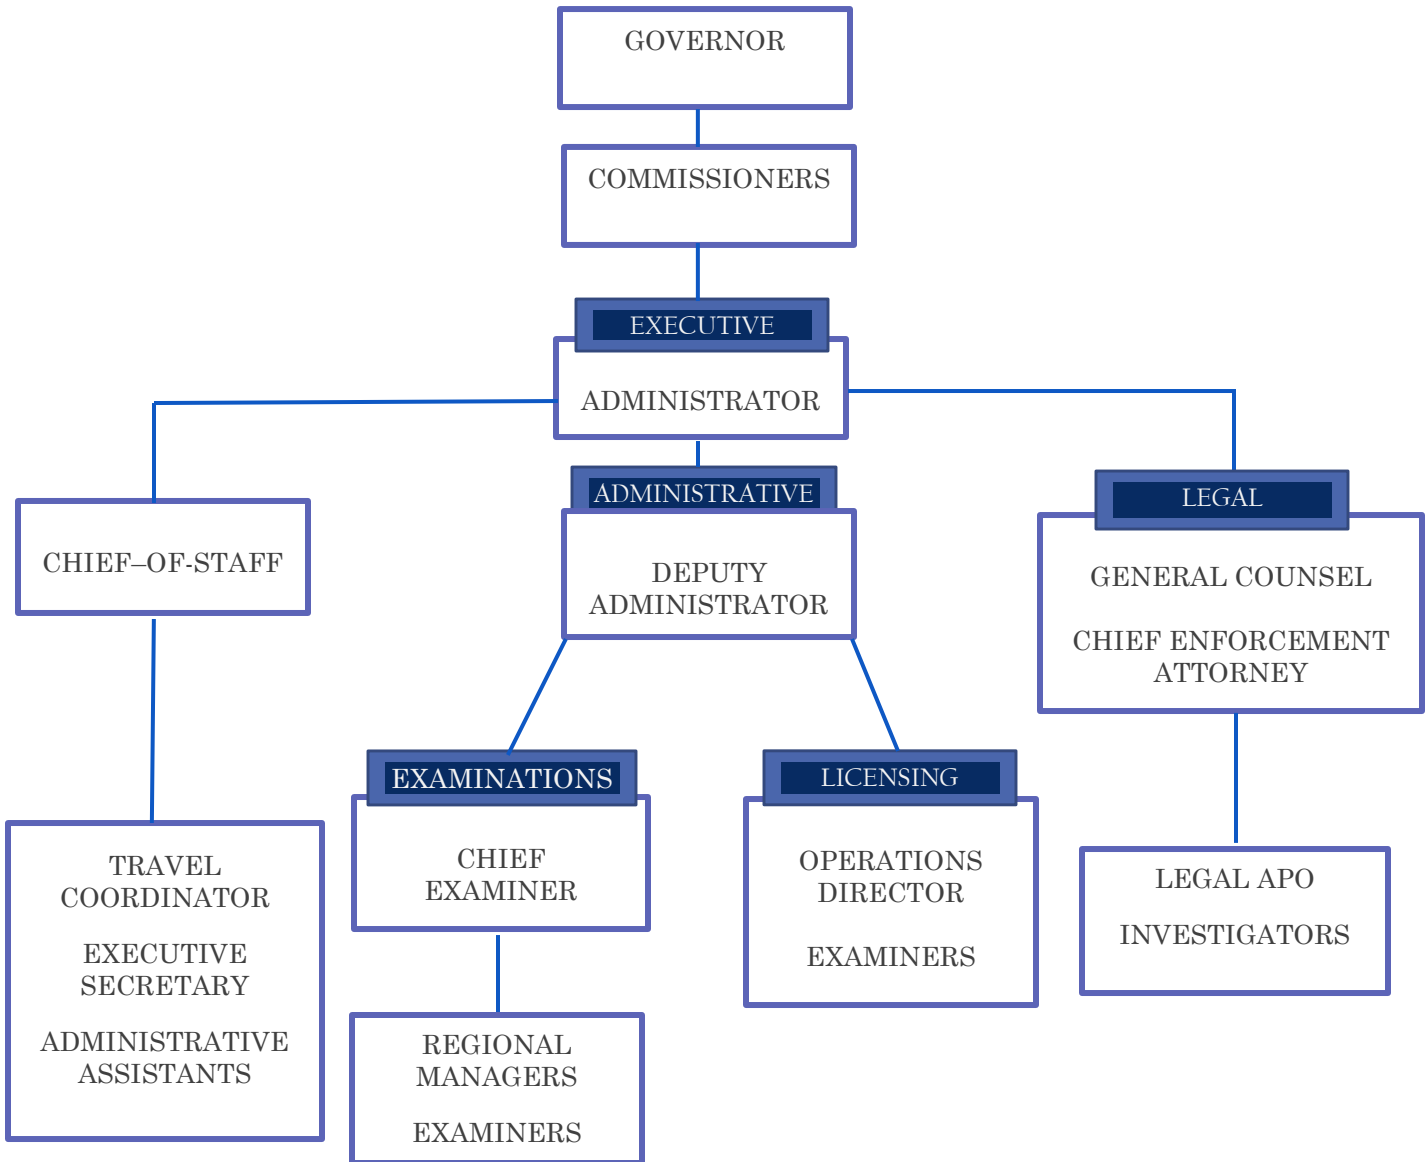 GOVERNOR
COMMISSIONERS
EXECUTIVE
ADMINISTRATOR
ADMINISTRATIVE
DEPUTY
ADMINISTRATOR
LEGAL
GENERAL COUNSEL
CHIEF ENFORCEMENT
ATTORNEY
CHIEF–OF-STAFF
EXAMINATIONS
CHIEF
EXAMINER
LICENSING
OPERATIONS
DIRECTOR
EXAMINERS
LEGAL APO
INVESTIGATORS
TRAVEL
COORDINATOR
EXECUTIVE
SECRETARY
ADMINISTRATIVE
ASSISTANTS
REGIONAL
MANAGERS
EXAMINERS